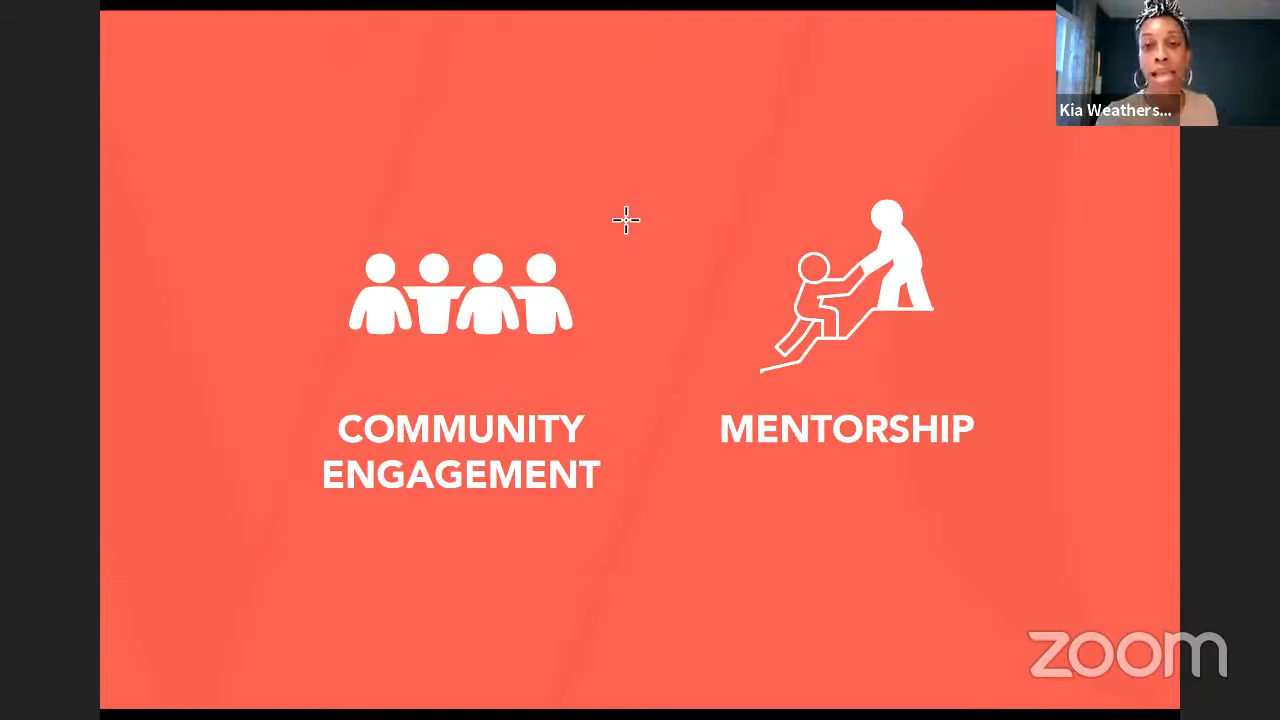 Kia Weathers...
COMMUNITY
ENGAGEMENT
MENTORSHIP
zoom